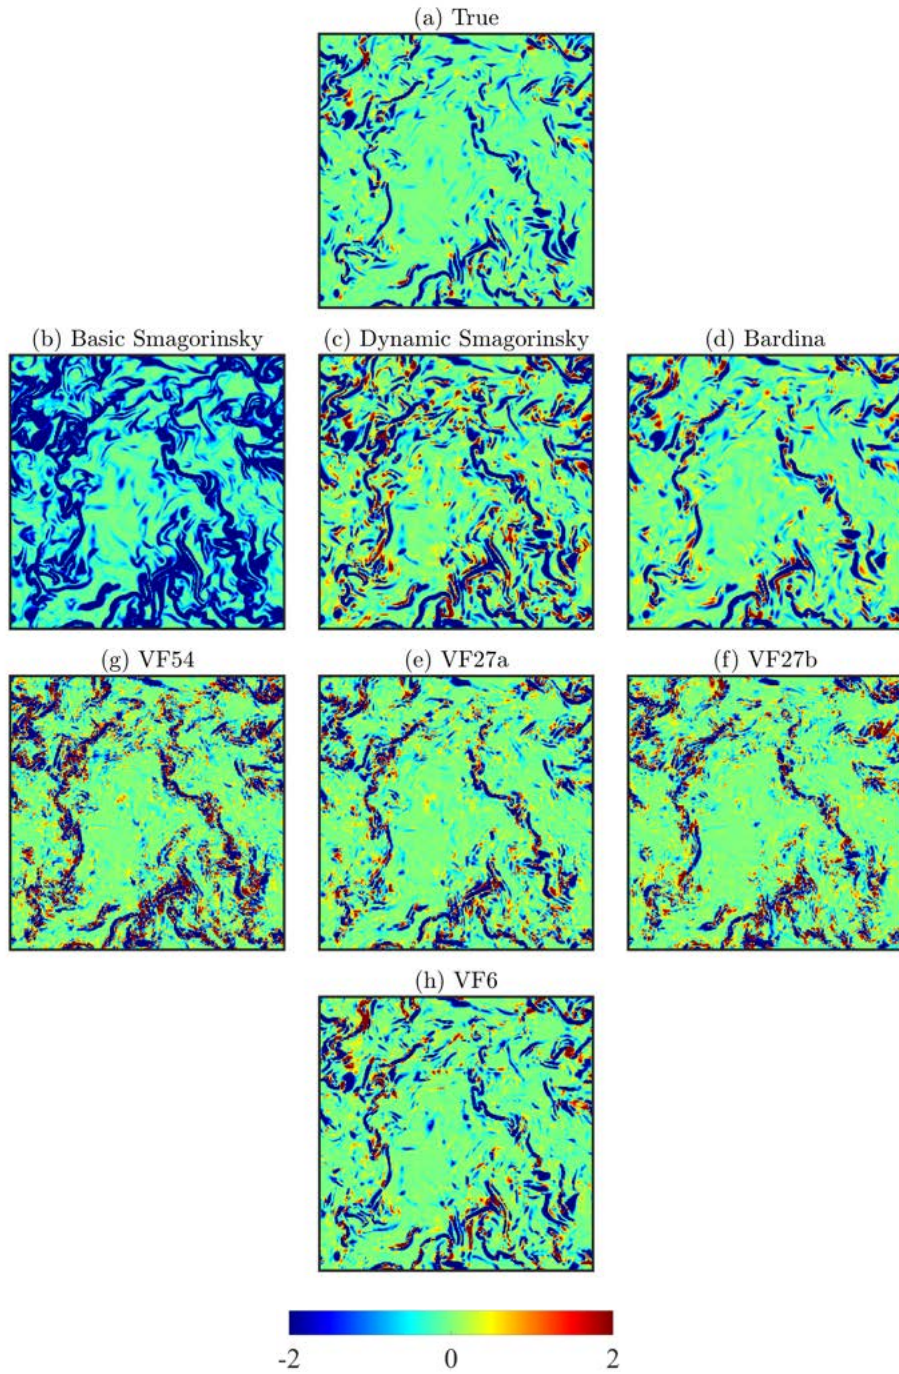 (a) True
(b) Basic Smagorinsky
(c) Dynamic Smagorinsky
(d) Bardina
(g) VF54
(e) VF27a
(f) VF27b
(h) VF6
-2
0
2